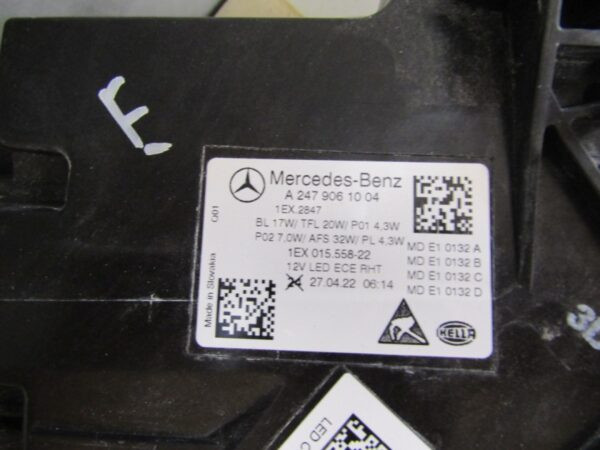 F
Mercedes-Benz
A 247 906 10 04
1EX.2847
BL 17W/ TFL 20W/ P01 4,3W
P02 7,0W/ AFS 32W/ PL 4,3W
1EX 015.558-22
12V LED ECE RHT
24 27.04.22 06:14
MD E1 0132 A
MD E1 0132 B
MD E1 0132 C
MD E1 0132 D
Made in Slovakia
HELLA
LED